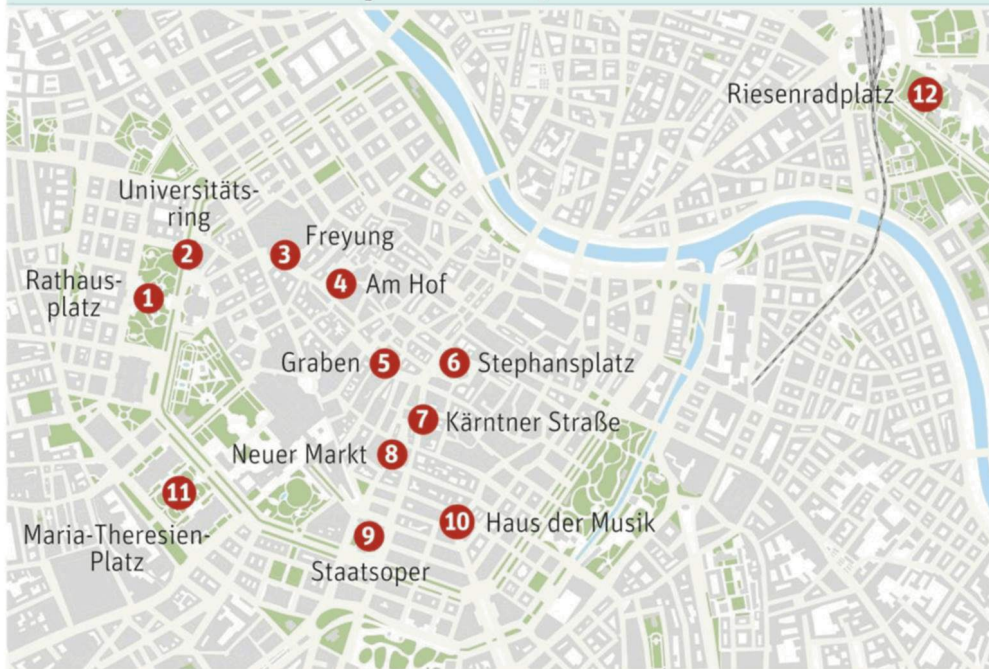 Riesenradplatz 12
Universitäts-
ring
2
3 Freyung
4 Am Hof
Rathaus-
platz
1
Graben 5
6 Stephansplatz
7 Kärntner Straße
Neuer Markt 8
11
Maria-Theresien-
Platz
10 Haus der Musik
9
Staatsoper